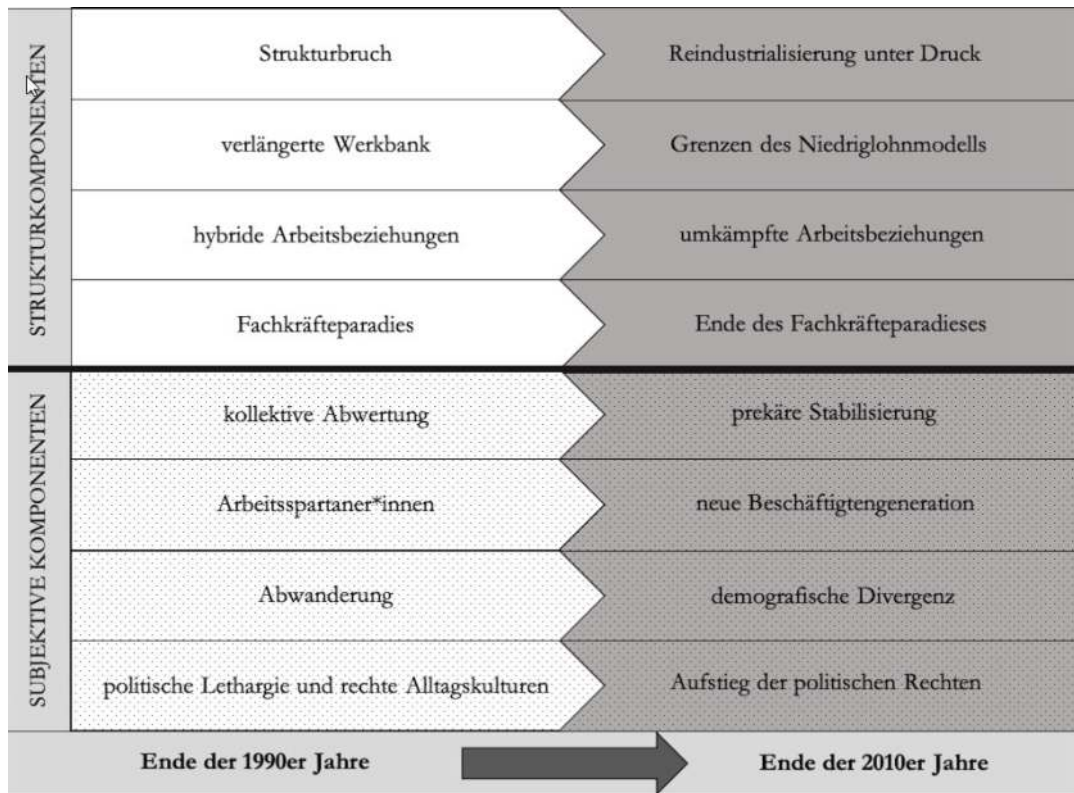 STRUKTURKOMPONENTEN
Strukturbruch
Reindustrialisierung unter Druck
verlängerte Werkbank
Grenzen des Niedriglohnmodells
hybride Arbeitsbeziehungen
umkämpfte Arbeitsbeziehungen
Fachkräfteparadies
Ende des Fachkräfteparadieses
SUBJEKTIVE KOMPONENTEN
kollektive Abwertung
prekäre Stabilisierung
Arbeitsspartaner*innen
neue Beschäftigtengeneration
Abwanderung
demografische Divergenz
politische Lethargie und rechte Alltagskulturen
Aufstieg der politischen Rechten
Ende der 1990er Jahre
Ende der 2010er Jahre